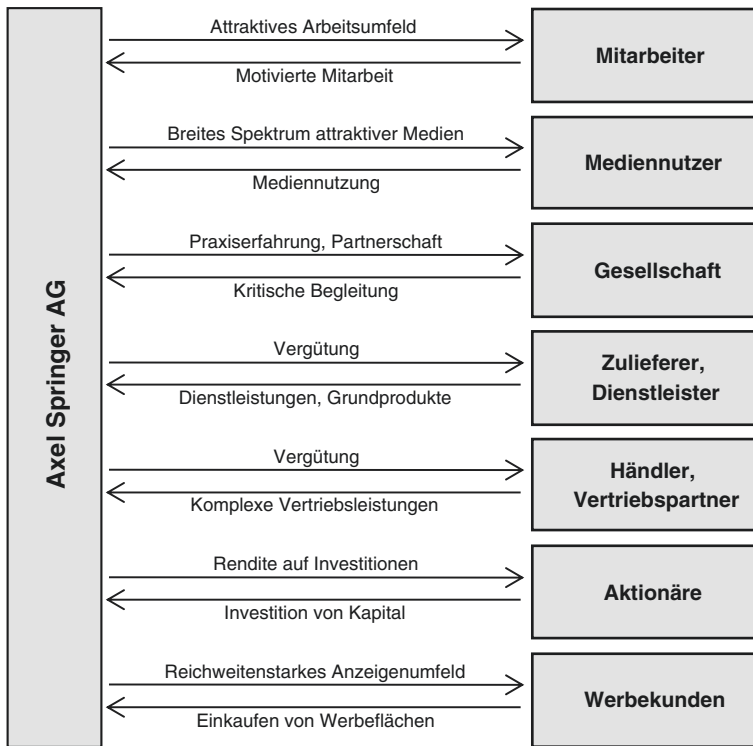 Axel Springer AG
Attraktives Arbeitsumfeld
Motivierte Mitarbeit
Mitarbeiter
Breites Spektrum attraktiver Medien
Mediennutzung
Mediennutzer
Praxiserfahrung, Partnerschaft
Kritische Begleitung
Gesellschaft
Vergütung
Dienstleistungen, Grundprodukte
Zulieferer,
Dienstleister
Vergütung
Komplexe Vertriebsleistungen
Händler,
Vertriebspartner
Rendite auf Investitionen
Investition von Kapital
Aktionäre
Reichweitenstarkes Anzeigenumfeld
Einkaufen von Werbeflächen
Werbekunden